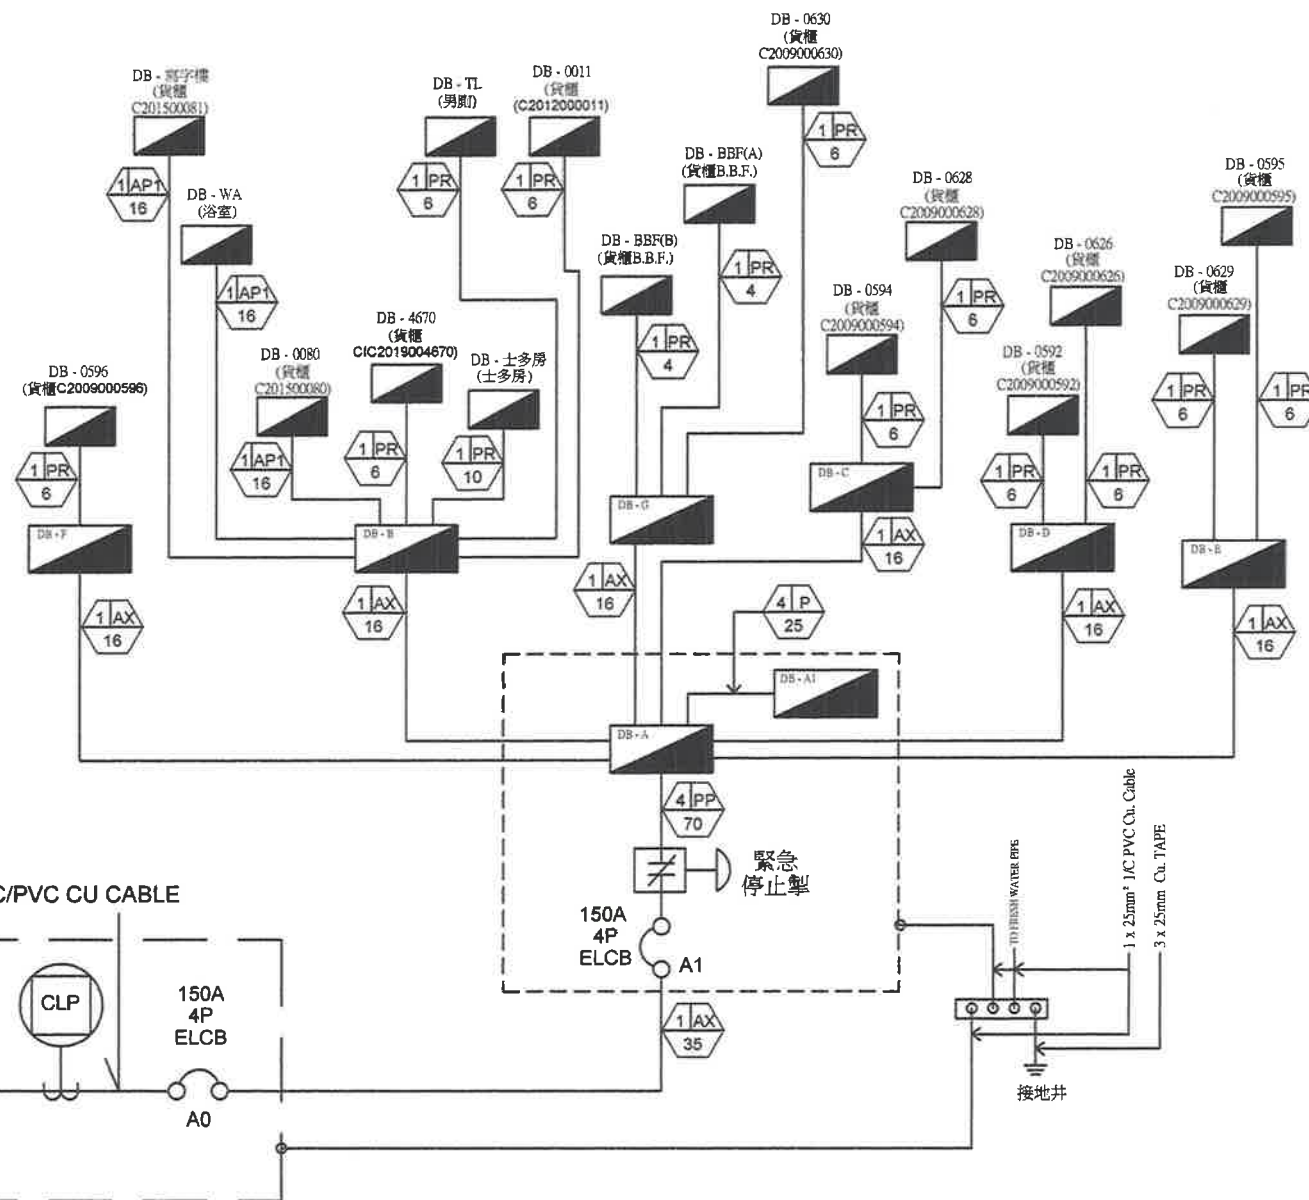 DB - 0630
(貨櫃
C2009000630)
1 PR
6
DB - 寫字樓
(貨櫃
C201500081)
1 AP1
16
DB - TL
(男廁)
1 PR
6
DB - 0011
(貨櫃
(C2012000011)
1 PR
6
DB - BBF(A)
(貨櫃B.B.F.)
1 PR
4
DB - 0628
(貨櫃
C2009000628)
1 PR
6
DB - 0595
(貨櫃
C2009000595)
1 PR
6
DB - WA
(浴室)
1 AP1
16
DB - BBF(B)
(貨櫃B.B.F.)
1 PR
4
DB - 0626
(貨櫃
C2009000626)
1 PR
6
DB - 0629
(貨櫃
C2009000629)
1 PR
6
DB - 0594
(貨櫃
C2009000594)
1 PR
6
DB - 4670
(貨櫃
CIC2019004670)
1 PR
6
DB - 0080
(貨櫃
C201500080)
1 AP1
16
DB - 士多房
(士多房)
1 PR
10
DB - 0592
(貨櫃
C2009000592)
1 PR
6
DB - 0596
(貨櫃C2009000596)
1 PR
6
DB - F
1 AX
16
DB - B
1 AX
16
DB - G
1 AX
16
DB - C
1 AX
16
DB - D
1 AX
16
DB - E
1 AX
16
4 P
25
DB - A1
DB - A
4 PP
70
緊急
停止掣
150A
4P
ELCB
A1
1 AX
35
C/PVC CU CABLE
CLP
150A
4P
ELCB
A0
TO FRESH WATER PIPE
1 x 25mm² 1/C PVC Cu. Cable
3 x 25mm Cu. TAPE
接地井